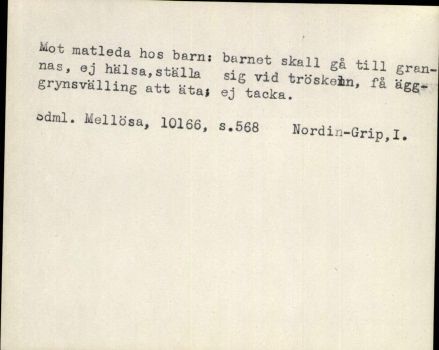 Mot matleda hos barn: barnet skall gå till gran-
nas, ej hälsa, ställa sig vid tröskeln, få ägg-
grynsvälling att äta; ej tacka.
Sdml. Mellösa, 10166, s.568 Nordin-Grip, I.